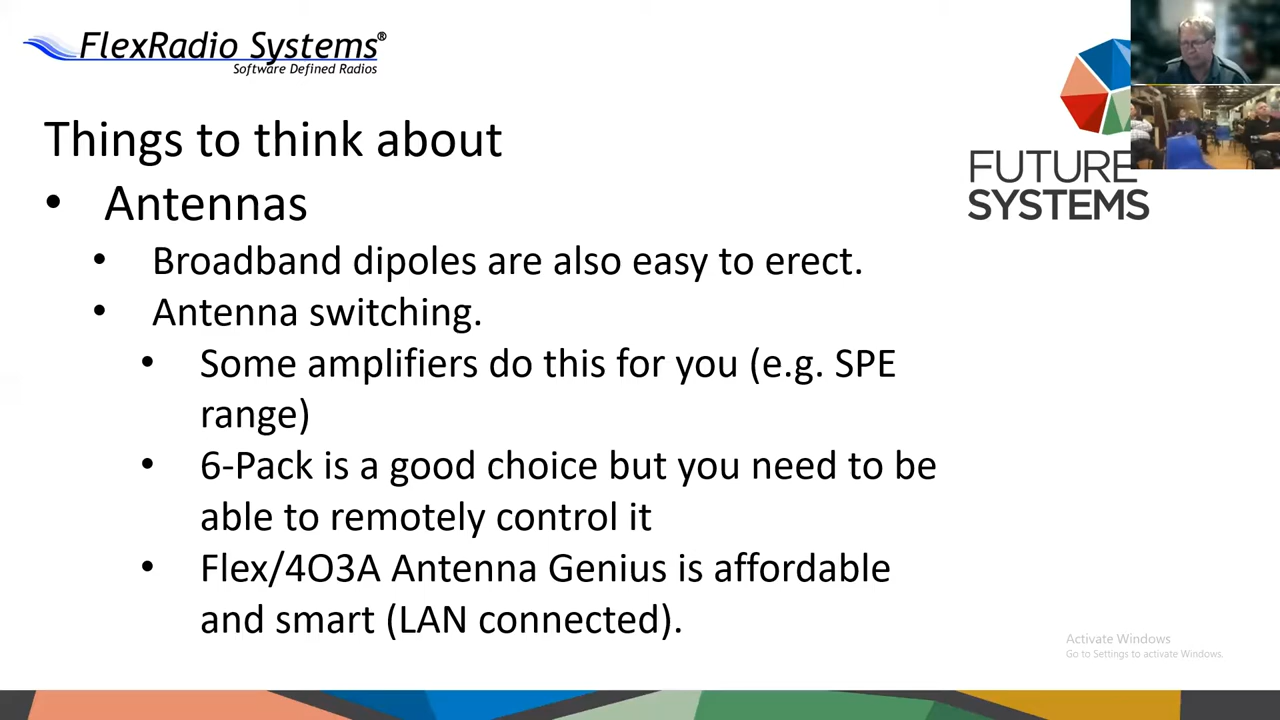 FlexRadio Systems®
Software Defined Radios
Things to think about
FUTURE
SYSTEMS
• Antennas
• Broadband dipoles are also easy to erect.
• Antenna switching.
• Some amplifiers do this for you (e.g. SPE
range)
• 6-Pack is a good choice but you need to be
able to remotely control it
• Flex/4O3A Antenna Genius is affordable
and smart (LAN connected).
Activate Windows
Go to Settings to activate Windows.